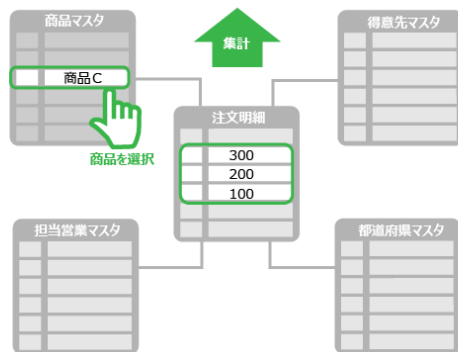 商品マスタ
集計
得意先マスタ
商品C
商品を選択
注文明細
300
200
100
担当営業マスタ
都道府県マスタ